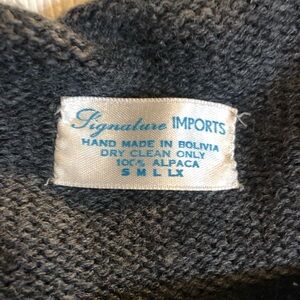 Signature IMPORTS
HAND MADE IN BOLIVIA
DRY CLEAN ONLY
100% ALPACA
S M L LX